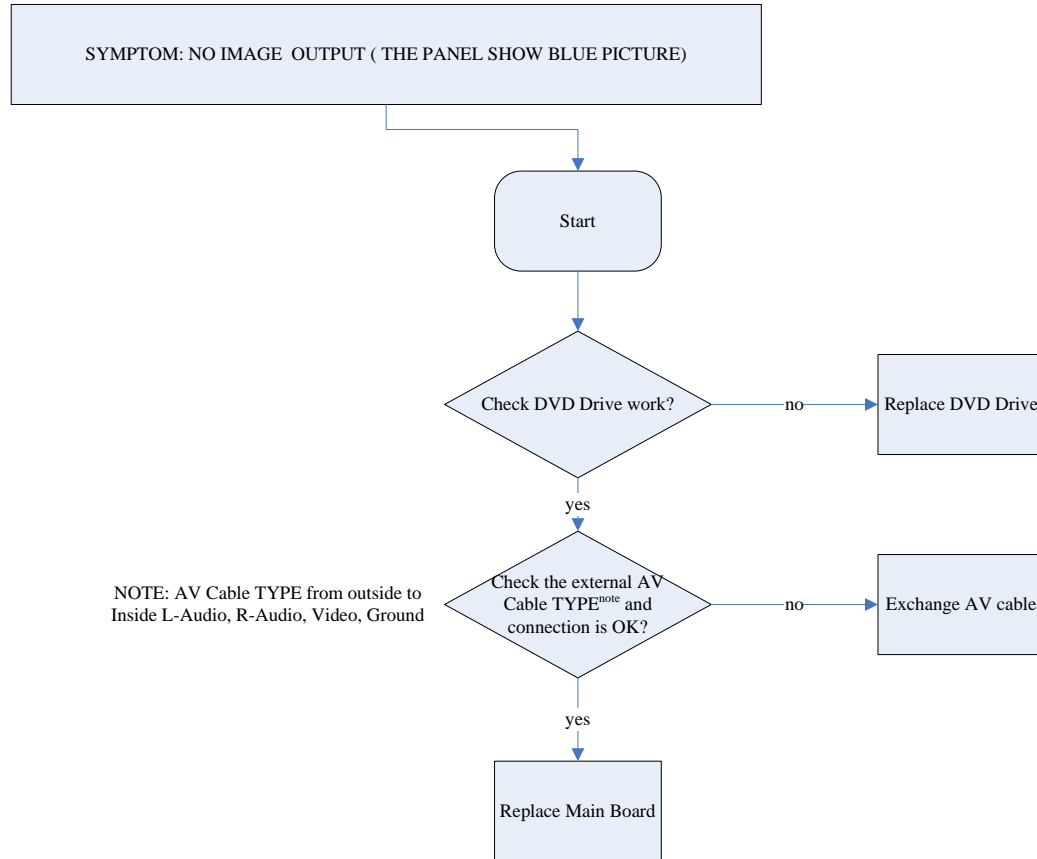 SYMPTOM: NO IMAGE OUTPUT ( THE PANEL SHOW BLUE PICTURE)
Start
Check DVD Drive work?
no
Replace DVD Drive
yes
NOTE: AV Cable TYPE from outside to
Inside L-Audio, R-Audio, Video, Ground
Check the external AV
Cable TYPEnote and
connection is OK?
no
Exchange AV cable
yes
Replace Main Board